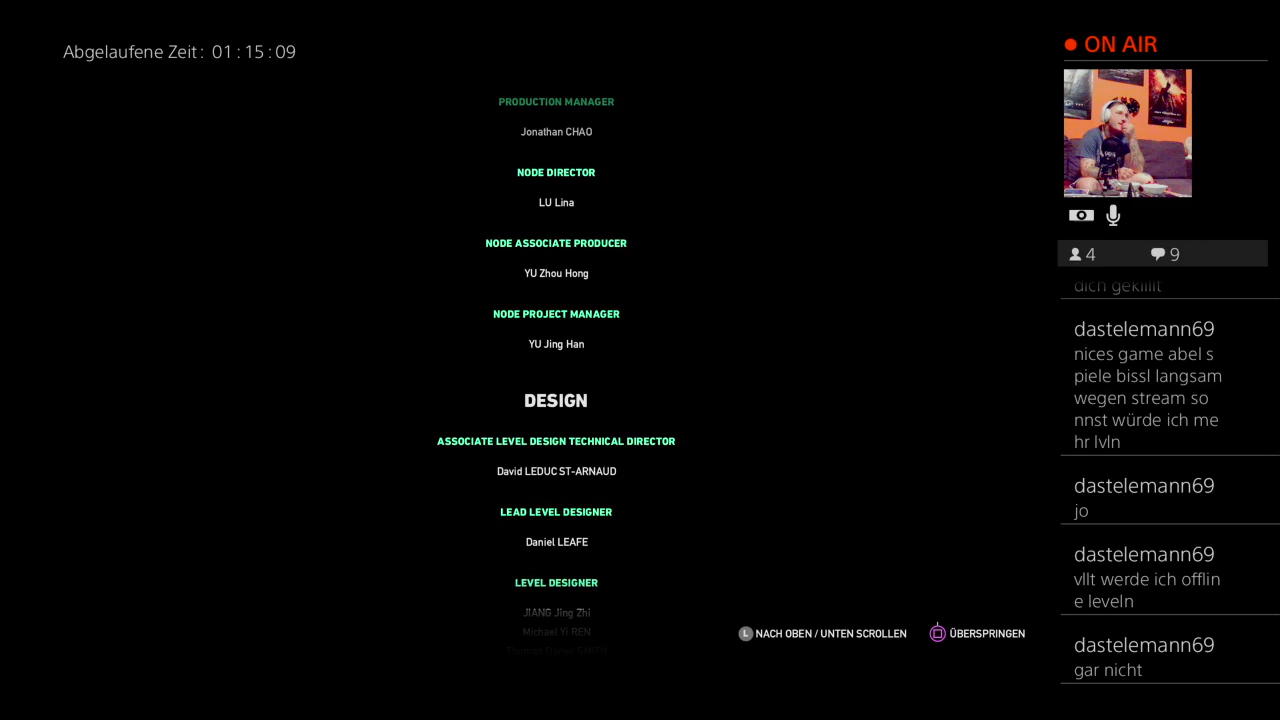 Abgelaufene Zeit: 01:15:09
PRODUCTION MANAGER
Jonathan CHAO
NODE DIRECTOR
LU Lina
NODE ASSOCIATE PRODUCER
YU Zhou Hong
NODE PROJECT MANAGER
YU Jing Han
DESIGN
ASSOCIATE LEVEL DESIGN TECHNICAL DIRECTOR
David LEDUC ST-ARNAUD
LEAD LEVEL DESIGNER
Daniel LEAFE
LEVEL DESIGNER
JIANG Jing Zhi
Michael Yi REN
Thomas Daniel SMITH
L NACH OBEN / UNTEN SCROLLEN
ÜBERSPRINGEN
ON AIR
4
9
dich gekillt
dastelemann69
nices game abel s
piele bissl langsam
wegen stream so
nnst würde ich me
hr lvln
dastelemann69
jo
dastelemann69
vllt werde ich offlin
e leveln
dastelemann69
gar nicht